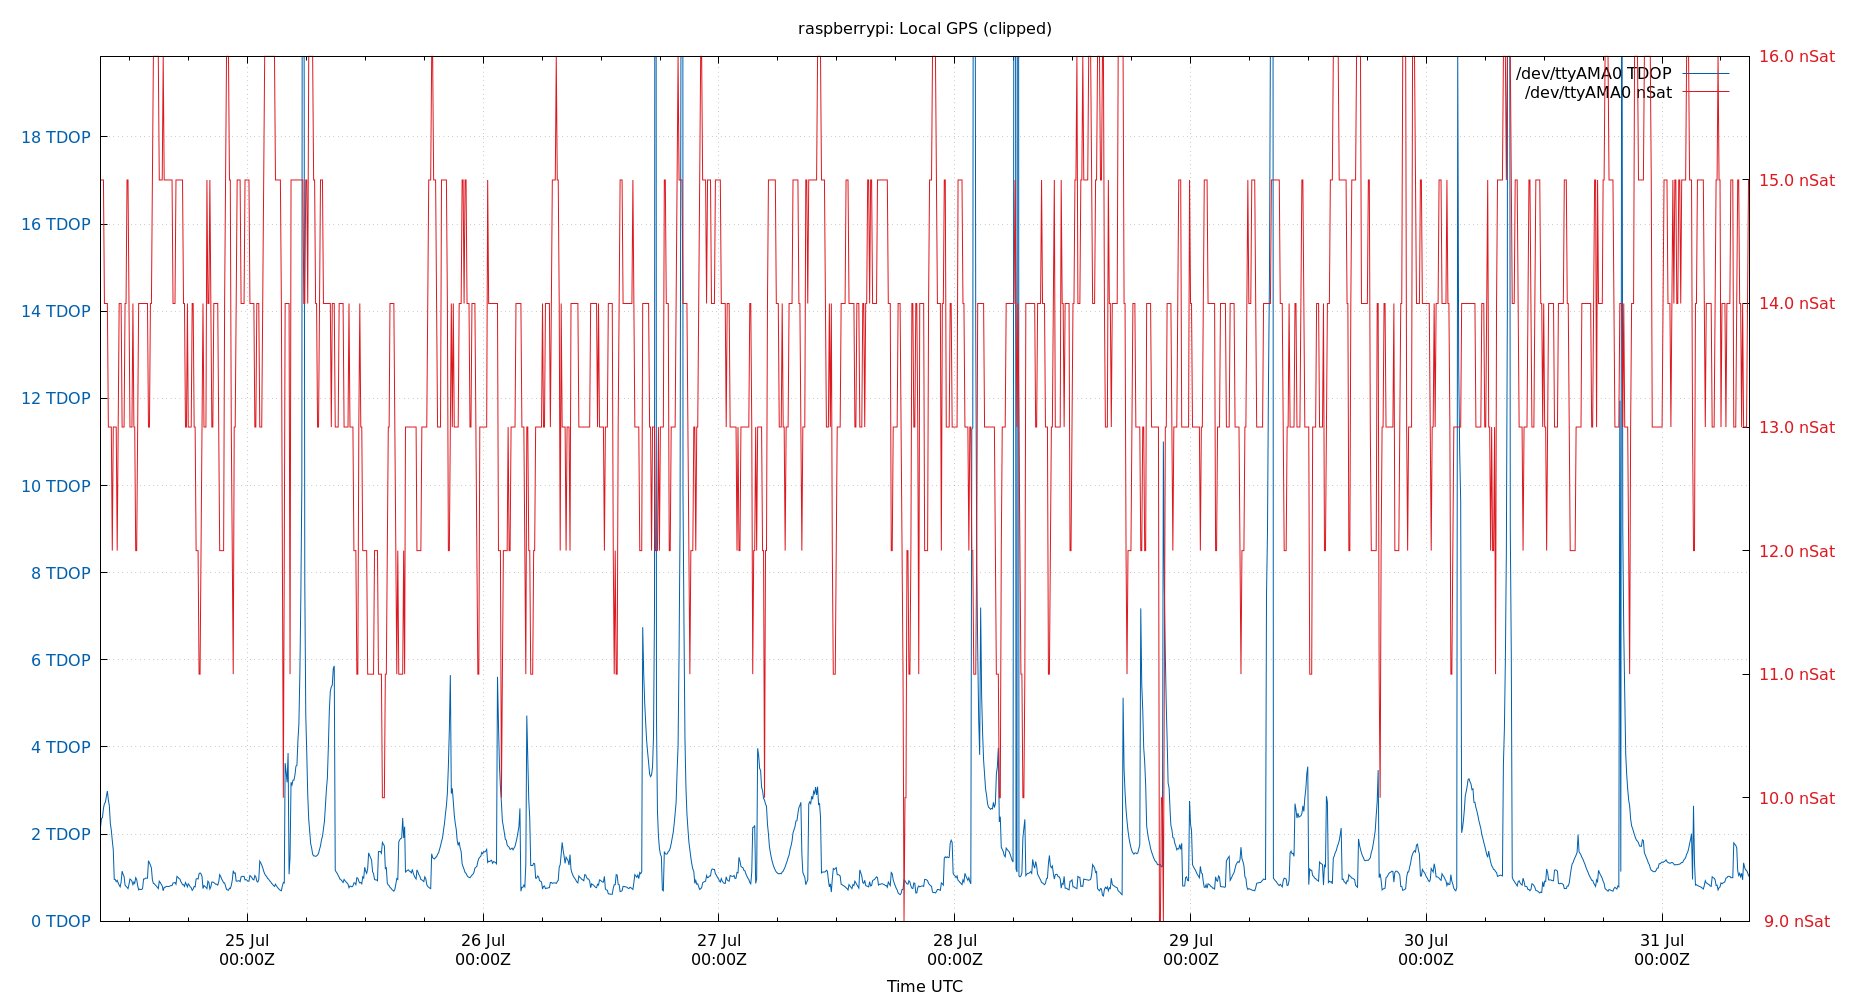 raspberrypi: Local GPS (clipped)
/dev/ttyAMA0 TDOP
/dev/ttyAMA0 nSat
18 TDOP
16 TDOP
14 TDOP
12 TDOP
10 TDOP
8 TDOP
6 TDOP
4 TDOP
2 TDOP
0 TDOP
16.0 nSat
15.0 nSat
14.0 nSat
13.0 nSat
12.0 nSat
11.0 nSat
10.0 nSat
9.0 nSat
25 Jul
00:00Z
26 Jul
00:00Z
27 Jul
00:00Z
28 Jul
00:00Z
29 Jul
00:00Z
30 Jul
00:00Z
31 Jul
00:00Z
Time UTC